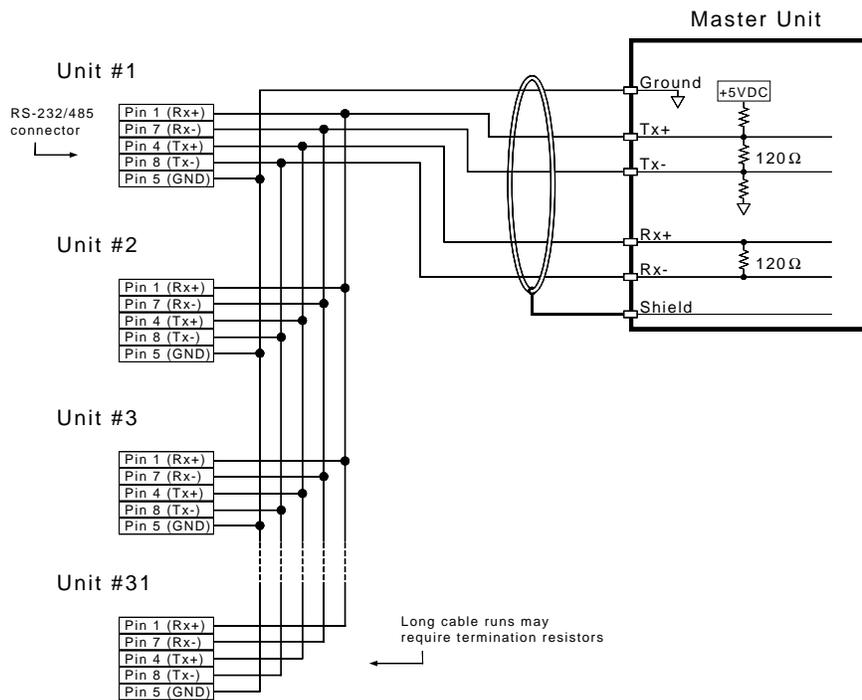 Master Unit
Unit #1
RS-232/485
connector
Pin 1 (Rx+)
Pin 7 (Rx-)
Pin 4 (Tx+)
Pin 8 (Tx-)
Pin 5 (GND)
Ground
+5VDC
Tx+
120Ω
Tx-
Rx+
120Ω
Rx-
Shield
Unit #2
Pin 1 (Rx+)
Pin 7 (Rx-)
Pin 4 (Tx+)
Pin 8 (Tx-)
Pin 5 (GND)
Unit #3
Pin 1 (Rx+)
Pin 7 (Rx-)
Pin 4 (Tx+)
Pin 8 (Tx-)
Pin 5 (GND)
Unit #31
Pin 1 (Rx+)
Pin 7 (Rx-)
Pin 4 (Tx+)
Pin 8 (Tx-)
Pin 5 (GND)
Long cable runs may
require termination resistors